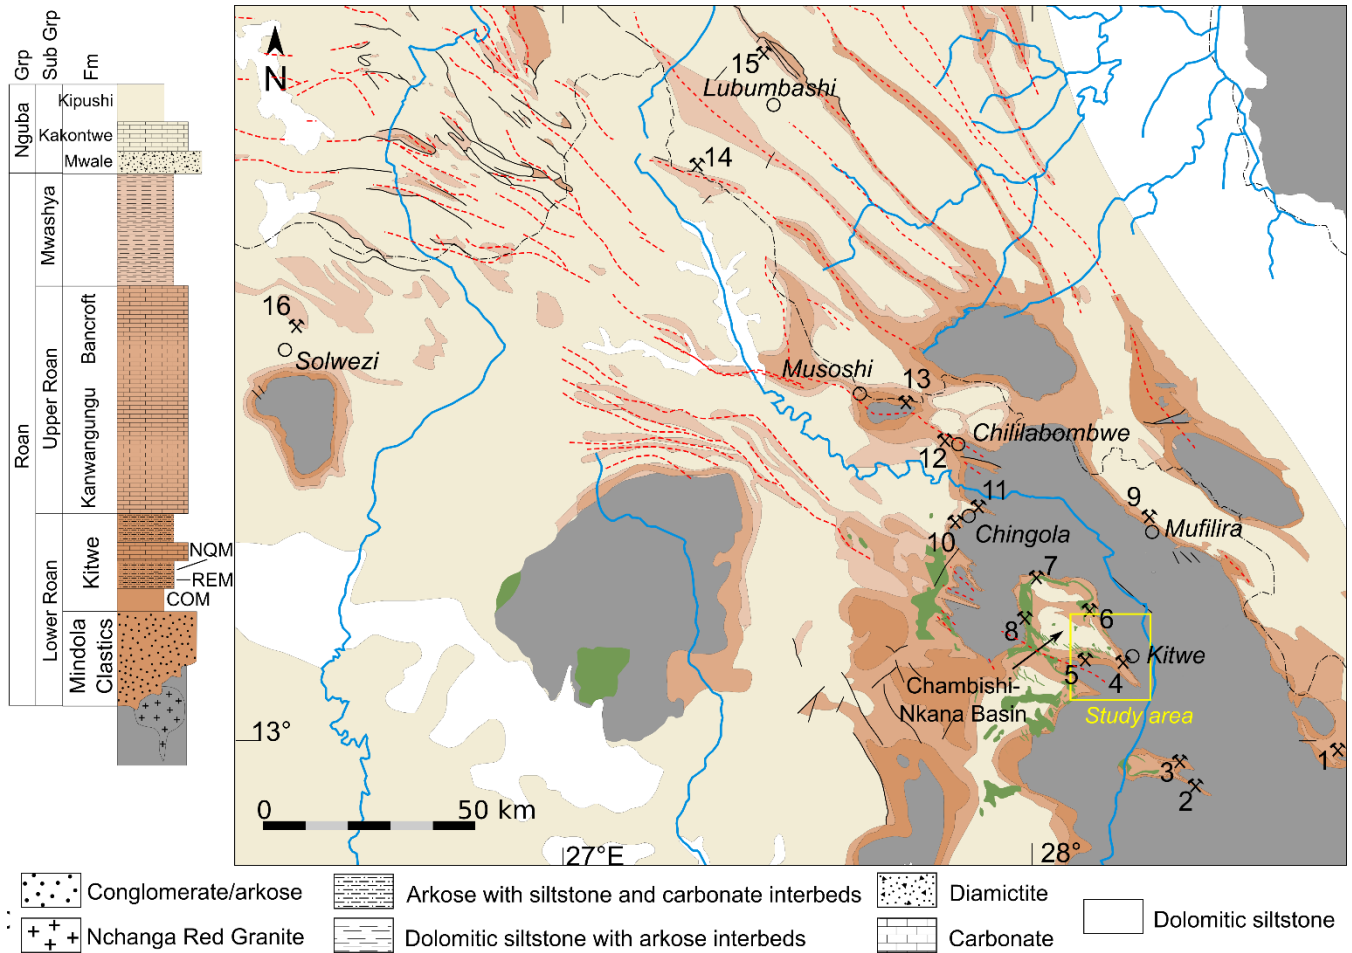 Grp
Sub Grp
Fm
Nguba
Kipushi
Kakontwe
Mwale
Mwashya
Roan
Upper Roan
Bancroft
Kanwangungu
Lower Roan
Kitwe
NQM
REM
COM
Mindola
Clastics
N
15
Lubumbashi
14
16
Solwezi
Musoshi
13
12
Chililabombwe
11
10
Chingola
9
Mufilira
7
8
6
5
4
Kitwe
Chambishi-
Nkana Basin
Study area
13°
1
3
2
0
50 km
27°E
28°
Conglomerate/arkose
Nchanga Red Granite
Arkose with siltstone and carbonate interbeds
Dolomitic siltstone with arkose interbeds
Diamictite
Carbonate
Dolomitic siltstone